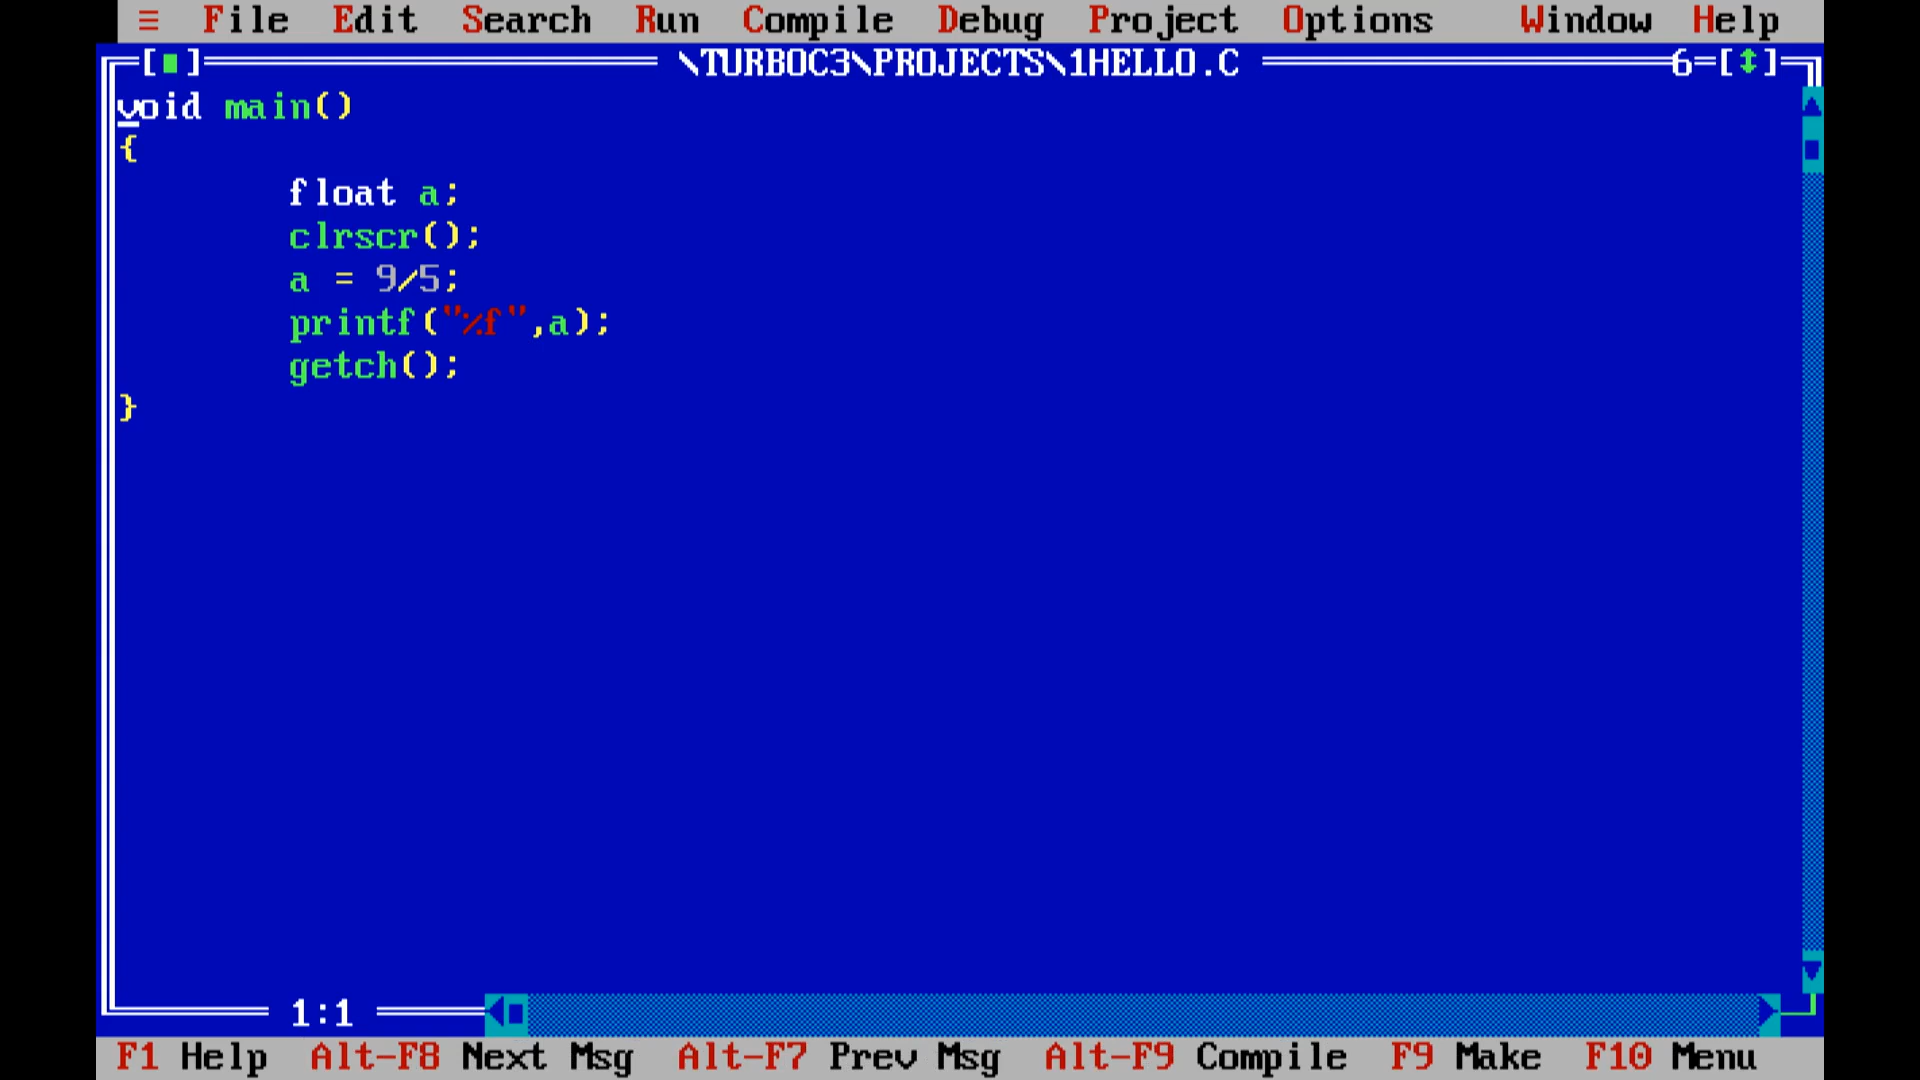 ≡ File Edit Search Run Compile Debug Project Options Window Help
[■] \TURBOC3\PROJECTS\1HELLO.C 6=[↕]
void main()
{
float a;
clrscr();
a = 9/5;
printf("%f",a);
getch();
}
1:1
F1 Help Alt-F8 Next Msg Alt-F7 Prev Msg Alt-F9 Compile F9 Make F10 Menu